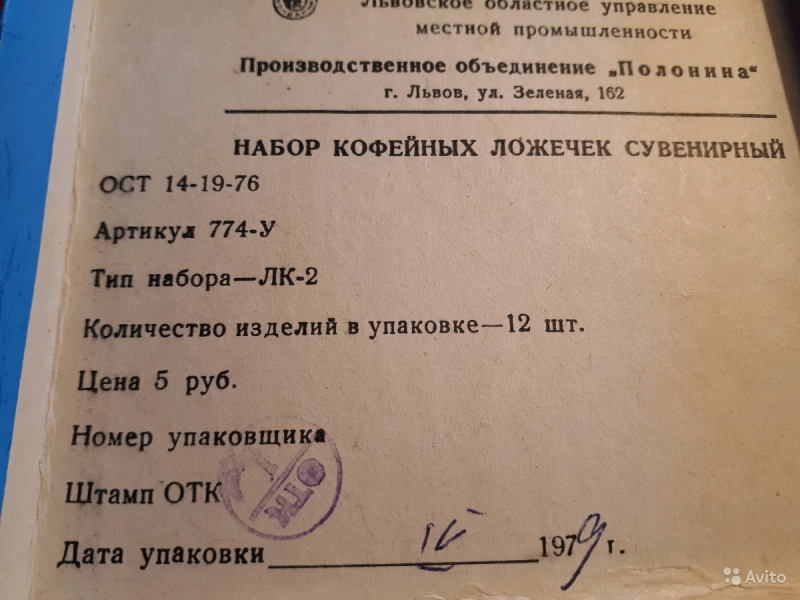 Львовское областное управление
местной промышленности
Производственное объединение „Полонина“
г. Львов, ул. Зеленая, 162
НАБОР КОФЕЙНЫХ ЛОЖЕЧЕК СУВЕНИРНЫЙ
ОСТ 14-19-76
Артикул 774-У
Тип набора—ЛК-2
Количество изделий в упаковке—12 шт.
Цена 5 руб.
Номер упаковщика
Штамп ОТК ОТК
Дата упаковки IV 1979 г.
Avito